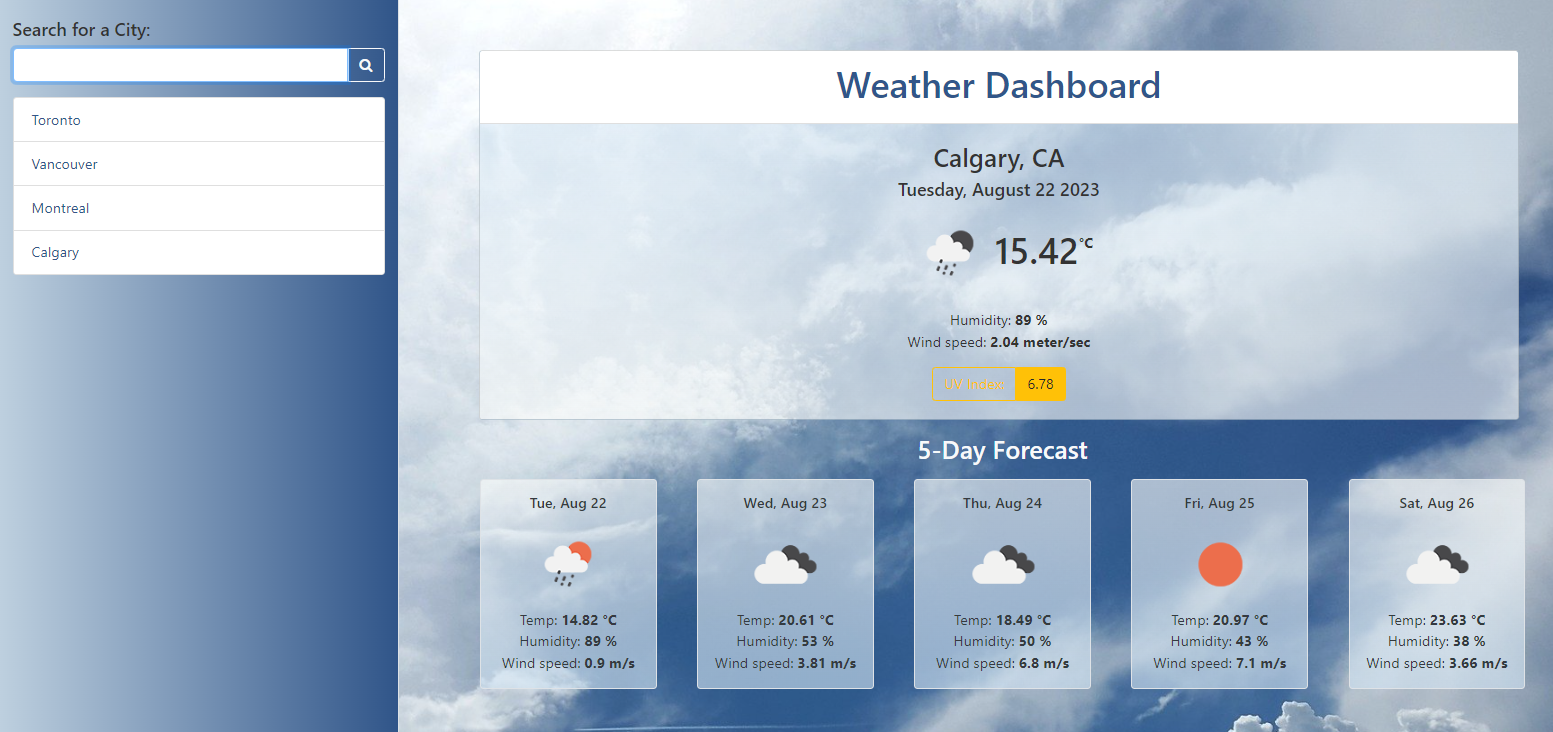 Search for a City:
Toronto
Vancouver
Montreal
Calgary
Weather Dashboard
Calgary, CA
Tuesday, August 22 2023
15.42°C
Humidity: 89 %
Wind speed: 2.04 meter/sec
UV Index: 6.78
5-Day Forecast
Tue, Aug 22
Temp: 14.82 °C
Humidity: 89 %
Wind speed: 0.9 m/s
Wed, Aug 23
Temp: 20.61 °C
Humidity: 53 %
Wind speed: 3.81 m/s
Thu, Aug 24
Temp: 18.49 °C
Humidity: 50 %
Wind speed: 6.8 m/s
Fri, Aug 25
Temp: 20.97 °C
Humidity: 43 %
Wind speed: 7.1 m/s
Sat, Aug 26
Temp: 23.63 °C
Humidity: 38 %
Wind speed: 3.66 m/s